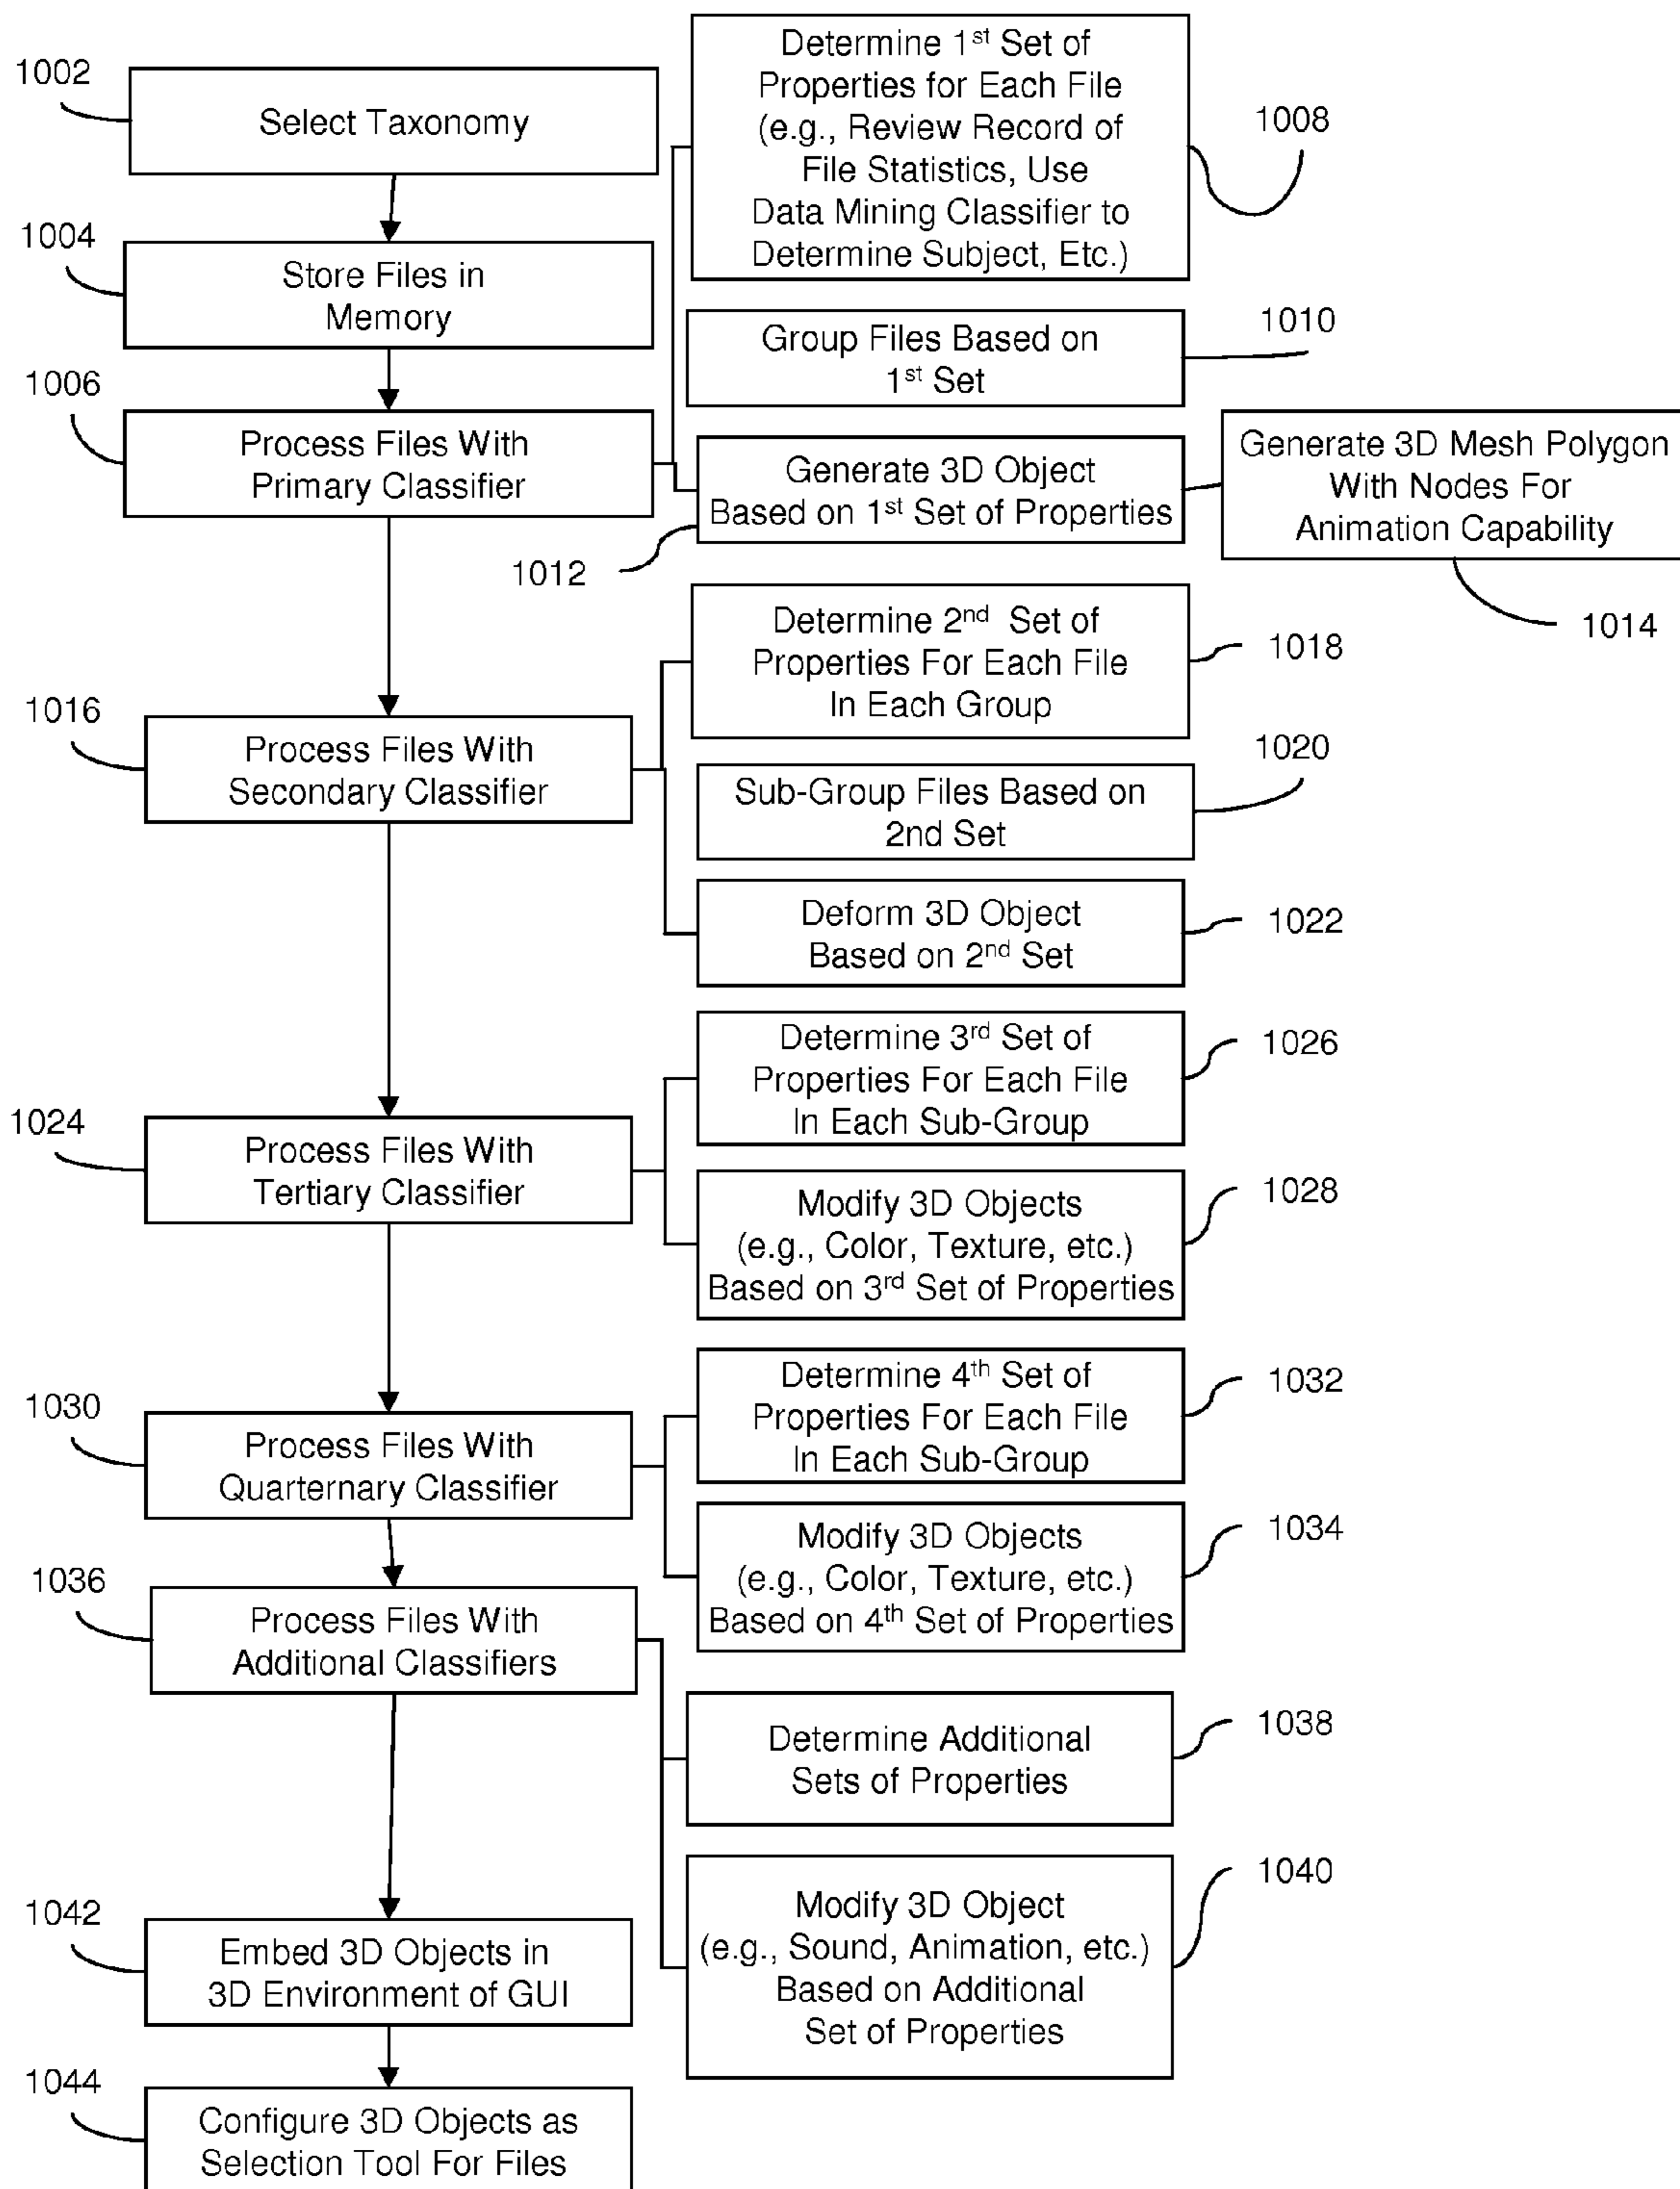 1002
Select Taxonomy
1004
Store Files in
Memory
1006
Process Files With
Primary Classifier
Determine 1st Set of
Properties for Each File
(e.g., Review Record of
File Statistics, Use
Data Mining Classifier to
Determine Subject, Etc.)
1008
Group Files Based on
1st Set
1010
Generate 3D Object
Based on 1st Set of Properties
1012
Generate 3D Mesh Polygon
With Nodes For
Animation Capability
1014
1016
Process Files With
Secondary Classifier
Determine 2nd Set of
Properties For Each File
In Each Group
1018
Sub-Group Files Based on
2nd Set
1020
Deform 3D Object
Based on 2nd Set
1022
1024
Process Files With
Tertiary Classifier
Determine 3rd Set of
Properties For Each File
In Each Sub-Group
1026
Modify 3D Objects
(e.g., Color, Texture, etc.)
Based on 3rd Set of Properties
1028
1030
Process Files With
Quarternary Classifier
Determine 4th Set of
Properties For Each File
In Each Sub-Group
1032
Modify 3D Objects
(e.g., Color, Texture, etc.)
Based on 4th Set of Properties
1034
1036
Process Files With
Additional Classifiers
Determine Additional
Sets of Properties
1038
Modify 3D Object
(e.g., Sound, Animation, etc.)
Based on Additional
Set of Properties
1040
1042
Embed 3D Objects in
3D Environment of GUI
1044
Configure 3D Objects as
Selection Tool For Files